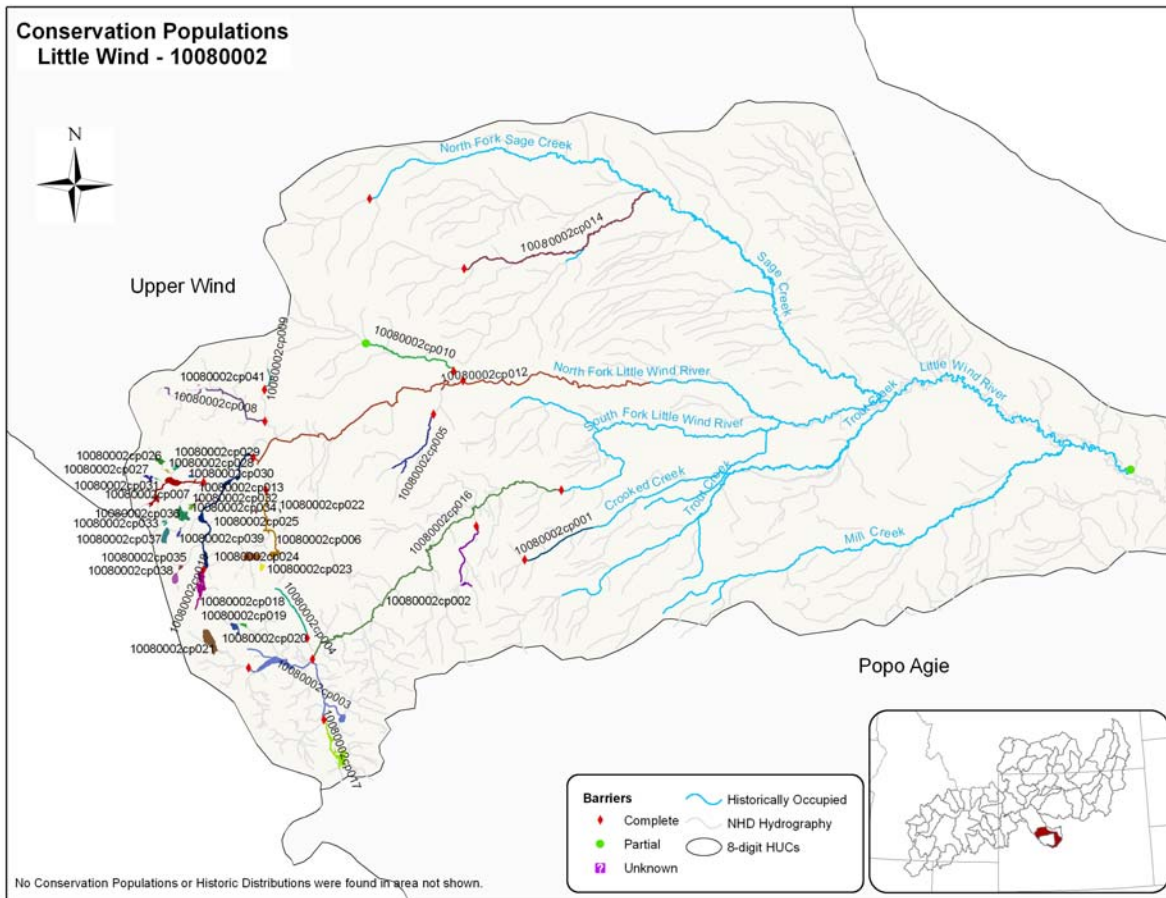 Conservation Populations
Little Wind - 10080002
N
North Fork Sage Creek
10080002cp014
Sage Creek
Upper Wind
10080002cp009
10080002cp010
10080002cp012
North Fork Little Wind River
Little Wind River
10080002cp041
10080002cp008
Trout Creek
South Fork Little Wind River
10080002cp005
10080002cp026
10080002cp029
10080002cp027
10080002cp028
10080002cp031
10080002cp030
10080002cp007
10080002cp013
10080002cp032
10080002cp022
10080002cp034
10080002cp033
10080002cp025
10080002cp037
10080002cp039
10080002cp006
10080002cp016
Crooked Creek
10080002cp001
Trout Creek
Mill Creek
10080002cp035
10080002cp024
10080002cp038
10080002cp023
10080002cp002
10080002cp018
10080002cp019
10080002cp004
10080002cp020
10080002cp021
10080002cp003
Popo Agie
10080002cp017
Barriers
Complete
Partial
Unknown
Historically Occupied
NHD Hydrography
8-digit HUCs
No Conservation Populations or Historic Distributions were found in area not shown.